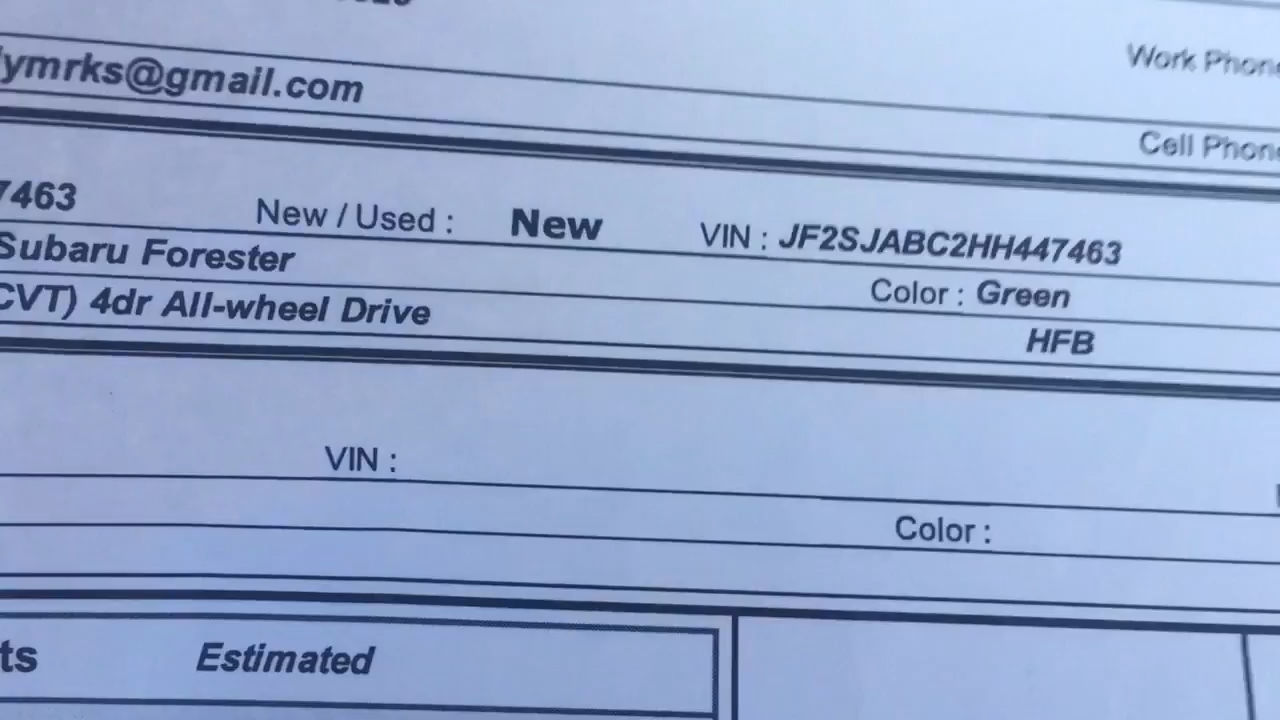 ymrks@gmail.com
Work Phone
Cell Phone
7463 New / Used : New VIN : JF2SJABC2HH447463
Subaru Forester Color : Green
CVT) 4dr All-wheel Drive HFB
VIN :
Color :
ts Estimated